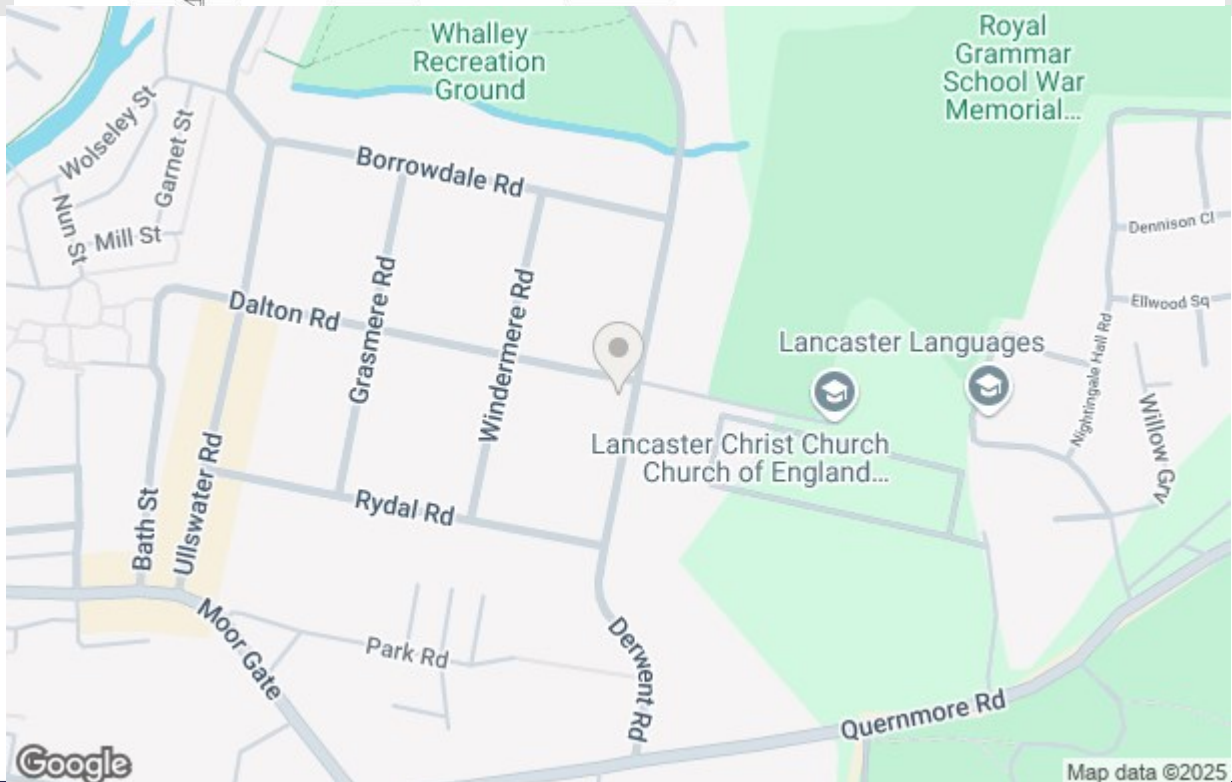 Whalley
Recreation
Ground
Royal
Grammar
School War
Memorial...
Wolseley St
Garnet St
Nun St
Mill St
Borrowdale Rd
Dennison Cl
Ellwood Sq
Dalton Rd
Grasmere Rd
Windermere Rd
Lancaster Languages
Nightingale Hall Rd
Willow Grv
Lancaster Christ Church
Church of England...
Bath St
Ullswater Rd
Rydal Rd
Moor Gate
Park Rd
Derwent Rd
Quernmore Rd
Google
Map data ©2025